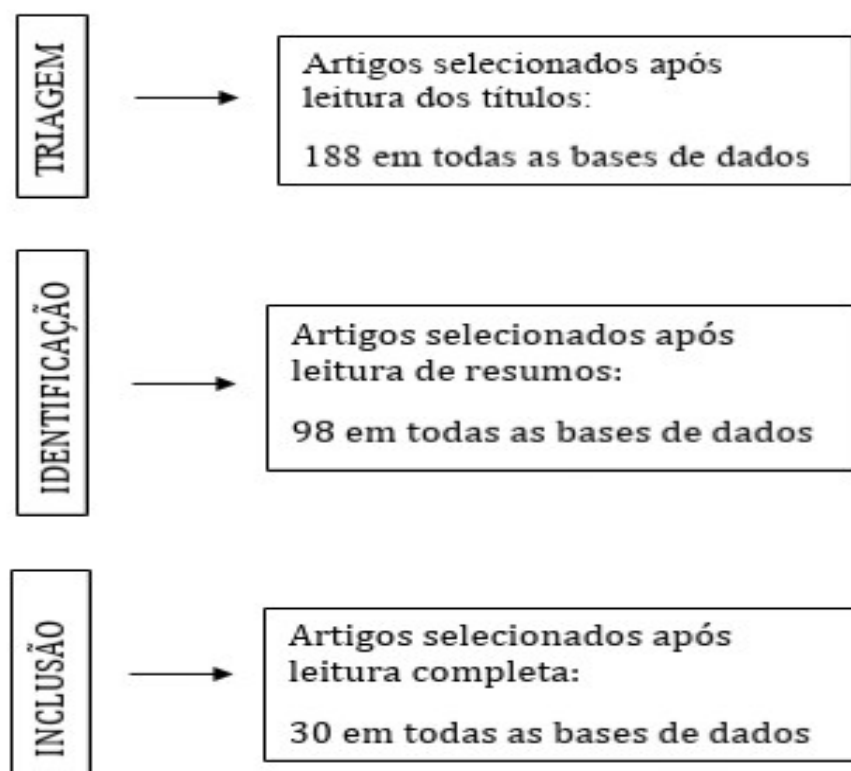 TRIAGEM
Artigos selecionados após
leitura dos títulos:
188 em todas as bases de dados
IDENTIFICAÇÃO
Artigos selecionados após
leitura de resumos:
98 em todas as bases de dados
INCLUSÃO
Artigos selecionados após
leitura completa:
30 em todas as bases de dados